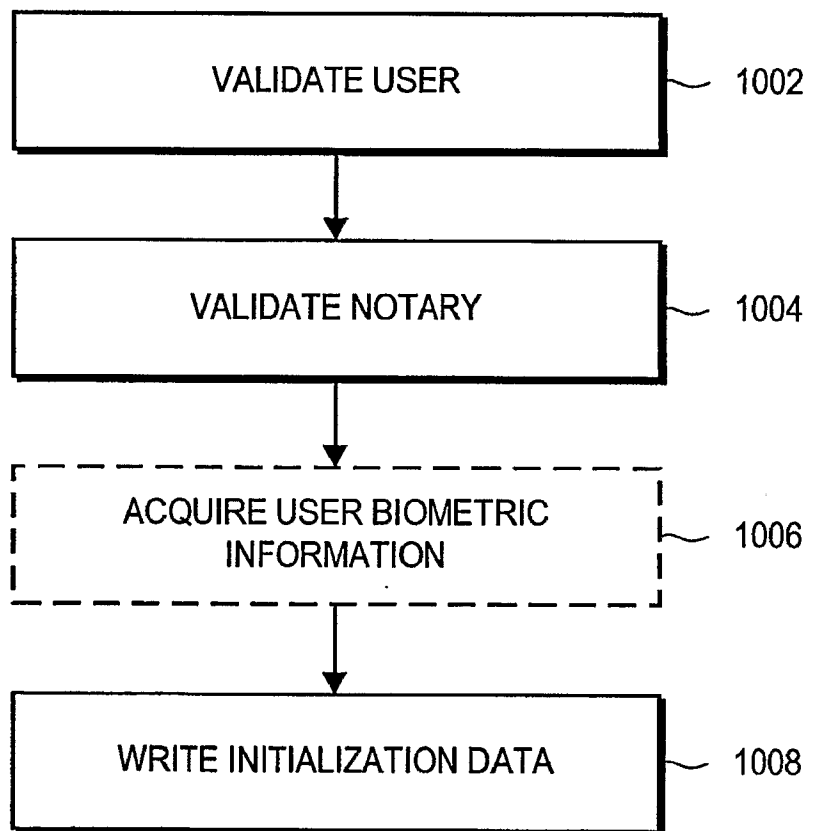 VALIDATE USER
1002
VALIDATE NOTARY
1004
ACQUIRE USER BIOMETRIC
INFORMATION
1006
WRITE INITIALIZATION DATA
1008